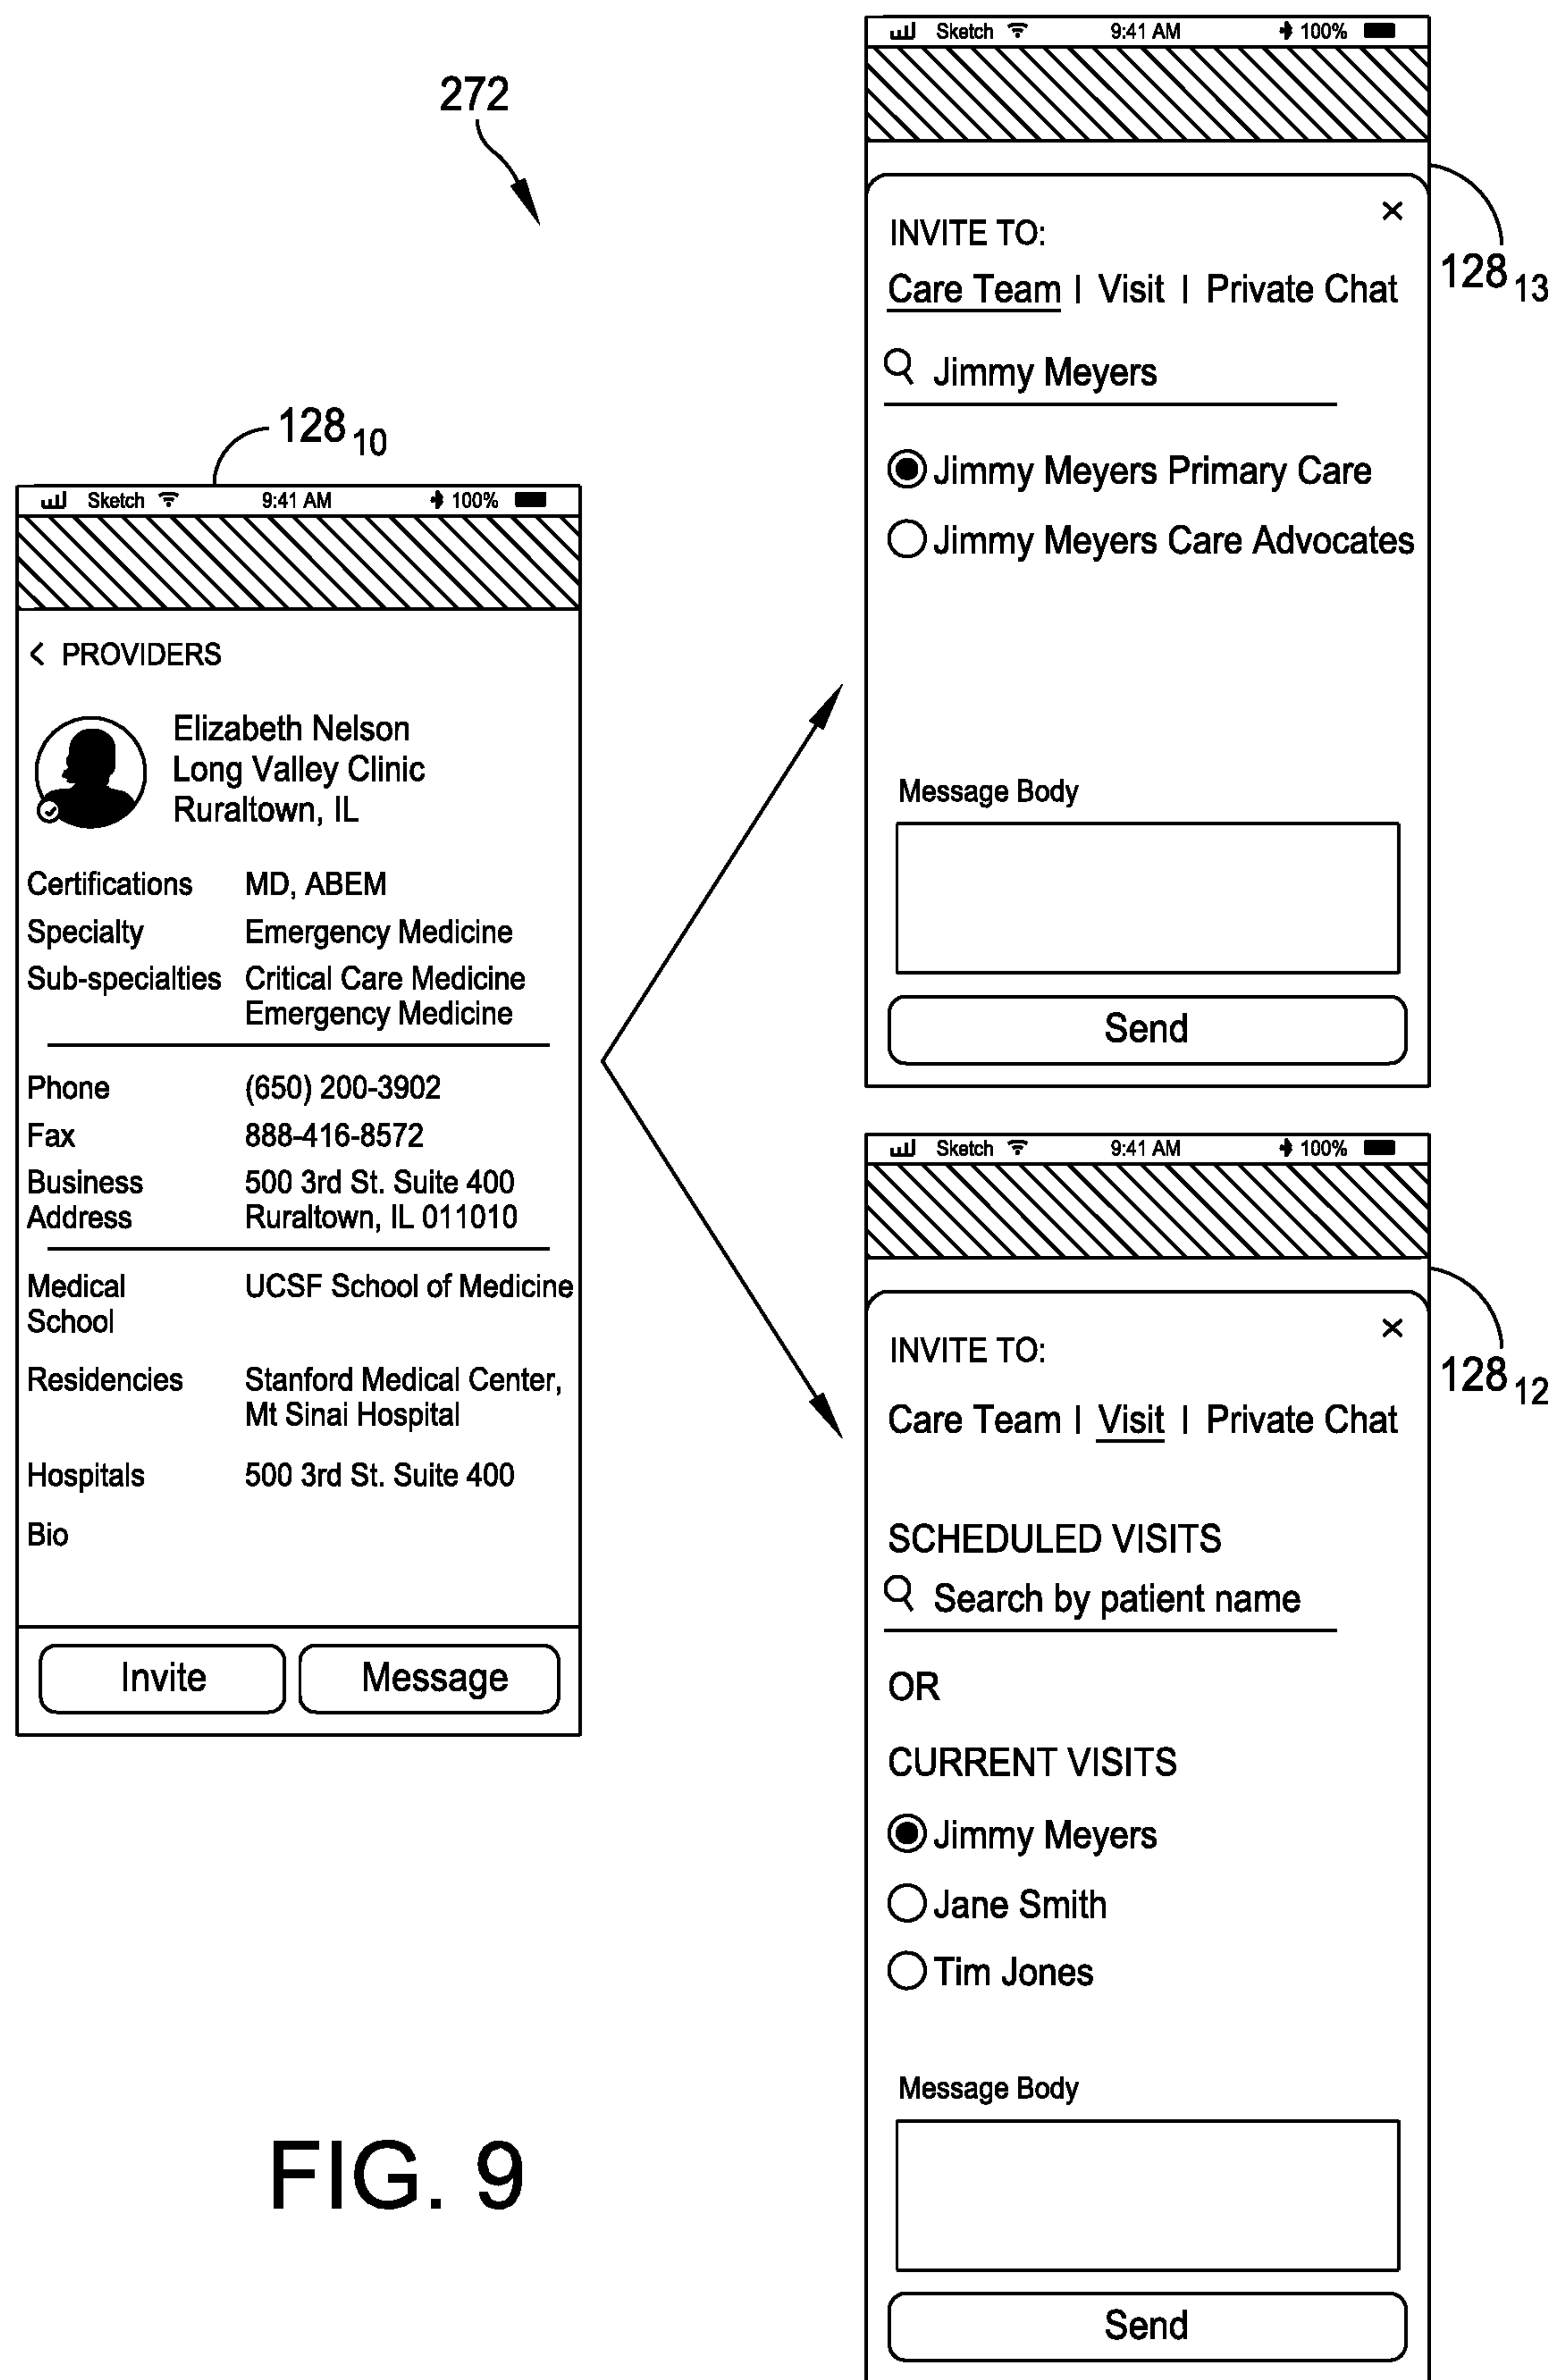 272
128 10
Sketch 9:41 AM 100%
< PROVIDERS
Elizabeth Nelson
Long Valley Clinic
Ruraltown, IL
Certifications MD, ABEM
Specialty Emergency Medicine
Sub-specialties Critical Care Medicine
Emergency Medicine
Phone (650) 200-3902
Fax 888-416-8572
Business 500 3rd St. Suite 400
Address Ruraltown, IL 011010
Medical UCSF School of Medicine
School
Residencies Stanford Medical Center,
Mt Sinai Hospital
Hospitals 500 3rd St. Suite 400
Bio
Invite Message
Sketch 9:41 AM 100%
128 13
×
INVITE TO:
Care Team | Visit | Private Chat
Jimmy Meyers
Jimmy Meyers Primary Care
Jimmy Meyers Care Advocates
Message Body
Send
Sketch 9:41 AM 100%
128 12
×
INVITE TO:
Care Team | Visit | Private Chat
SCHEDULED VISITS
Search by patient name
OR
CURRENT VISITS
Jimmy Meyers
Jane Smith
Tim Jones
Message Body
Send
FIG. 9